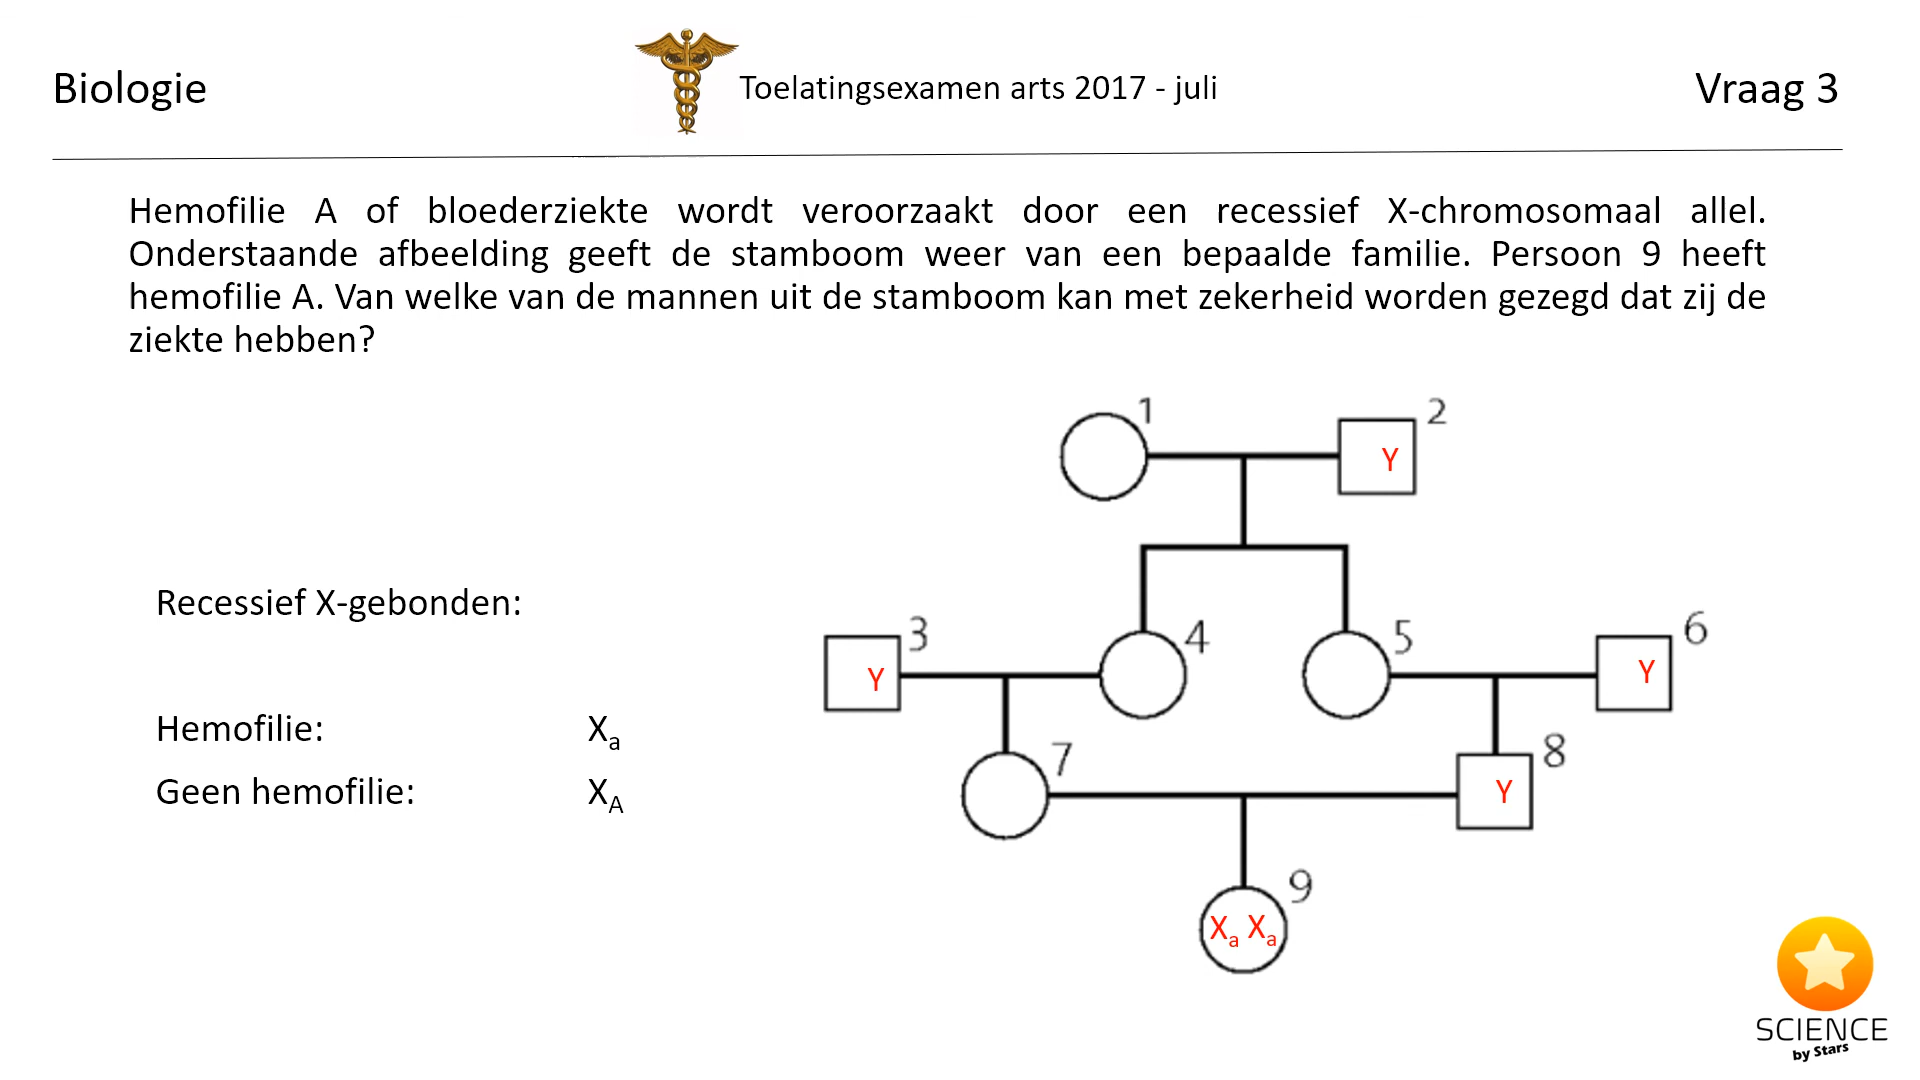 Biologie
Toelatingsexamen arts 2017 - juli
Vraag 3
Hemofilie A of bloederziekte wordt veroorzaakt door een recessief X-chromosomaal allel.
Onderstaande afbeelding geeft de stamboom weer van een bepaalde familie. Persoon 9 heeft
hemofilie A. Van welke van de mannen uit de stamboom kan met zekerheid worden gezegd dat zij de
ziekte hebben?
1
2
Y
Recessief X-gebonden:
3
4
5
6
Y
Y
Hemofilie: Xa
Geen hemofilie: XA
7
8
Y
9
Xa Xa
SCIENCE
by Stars